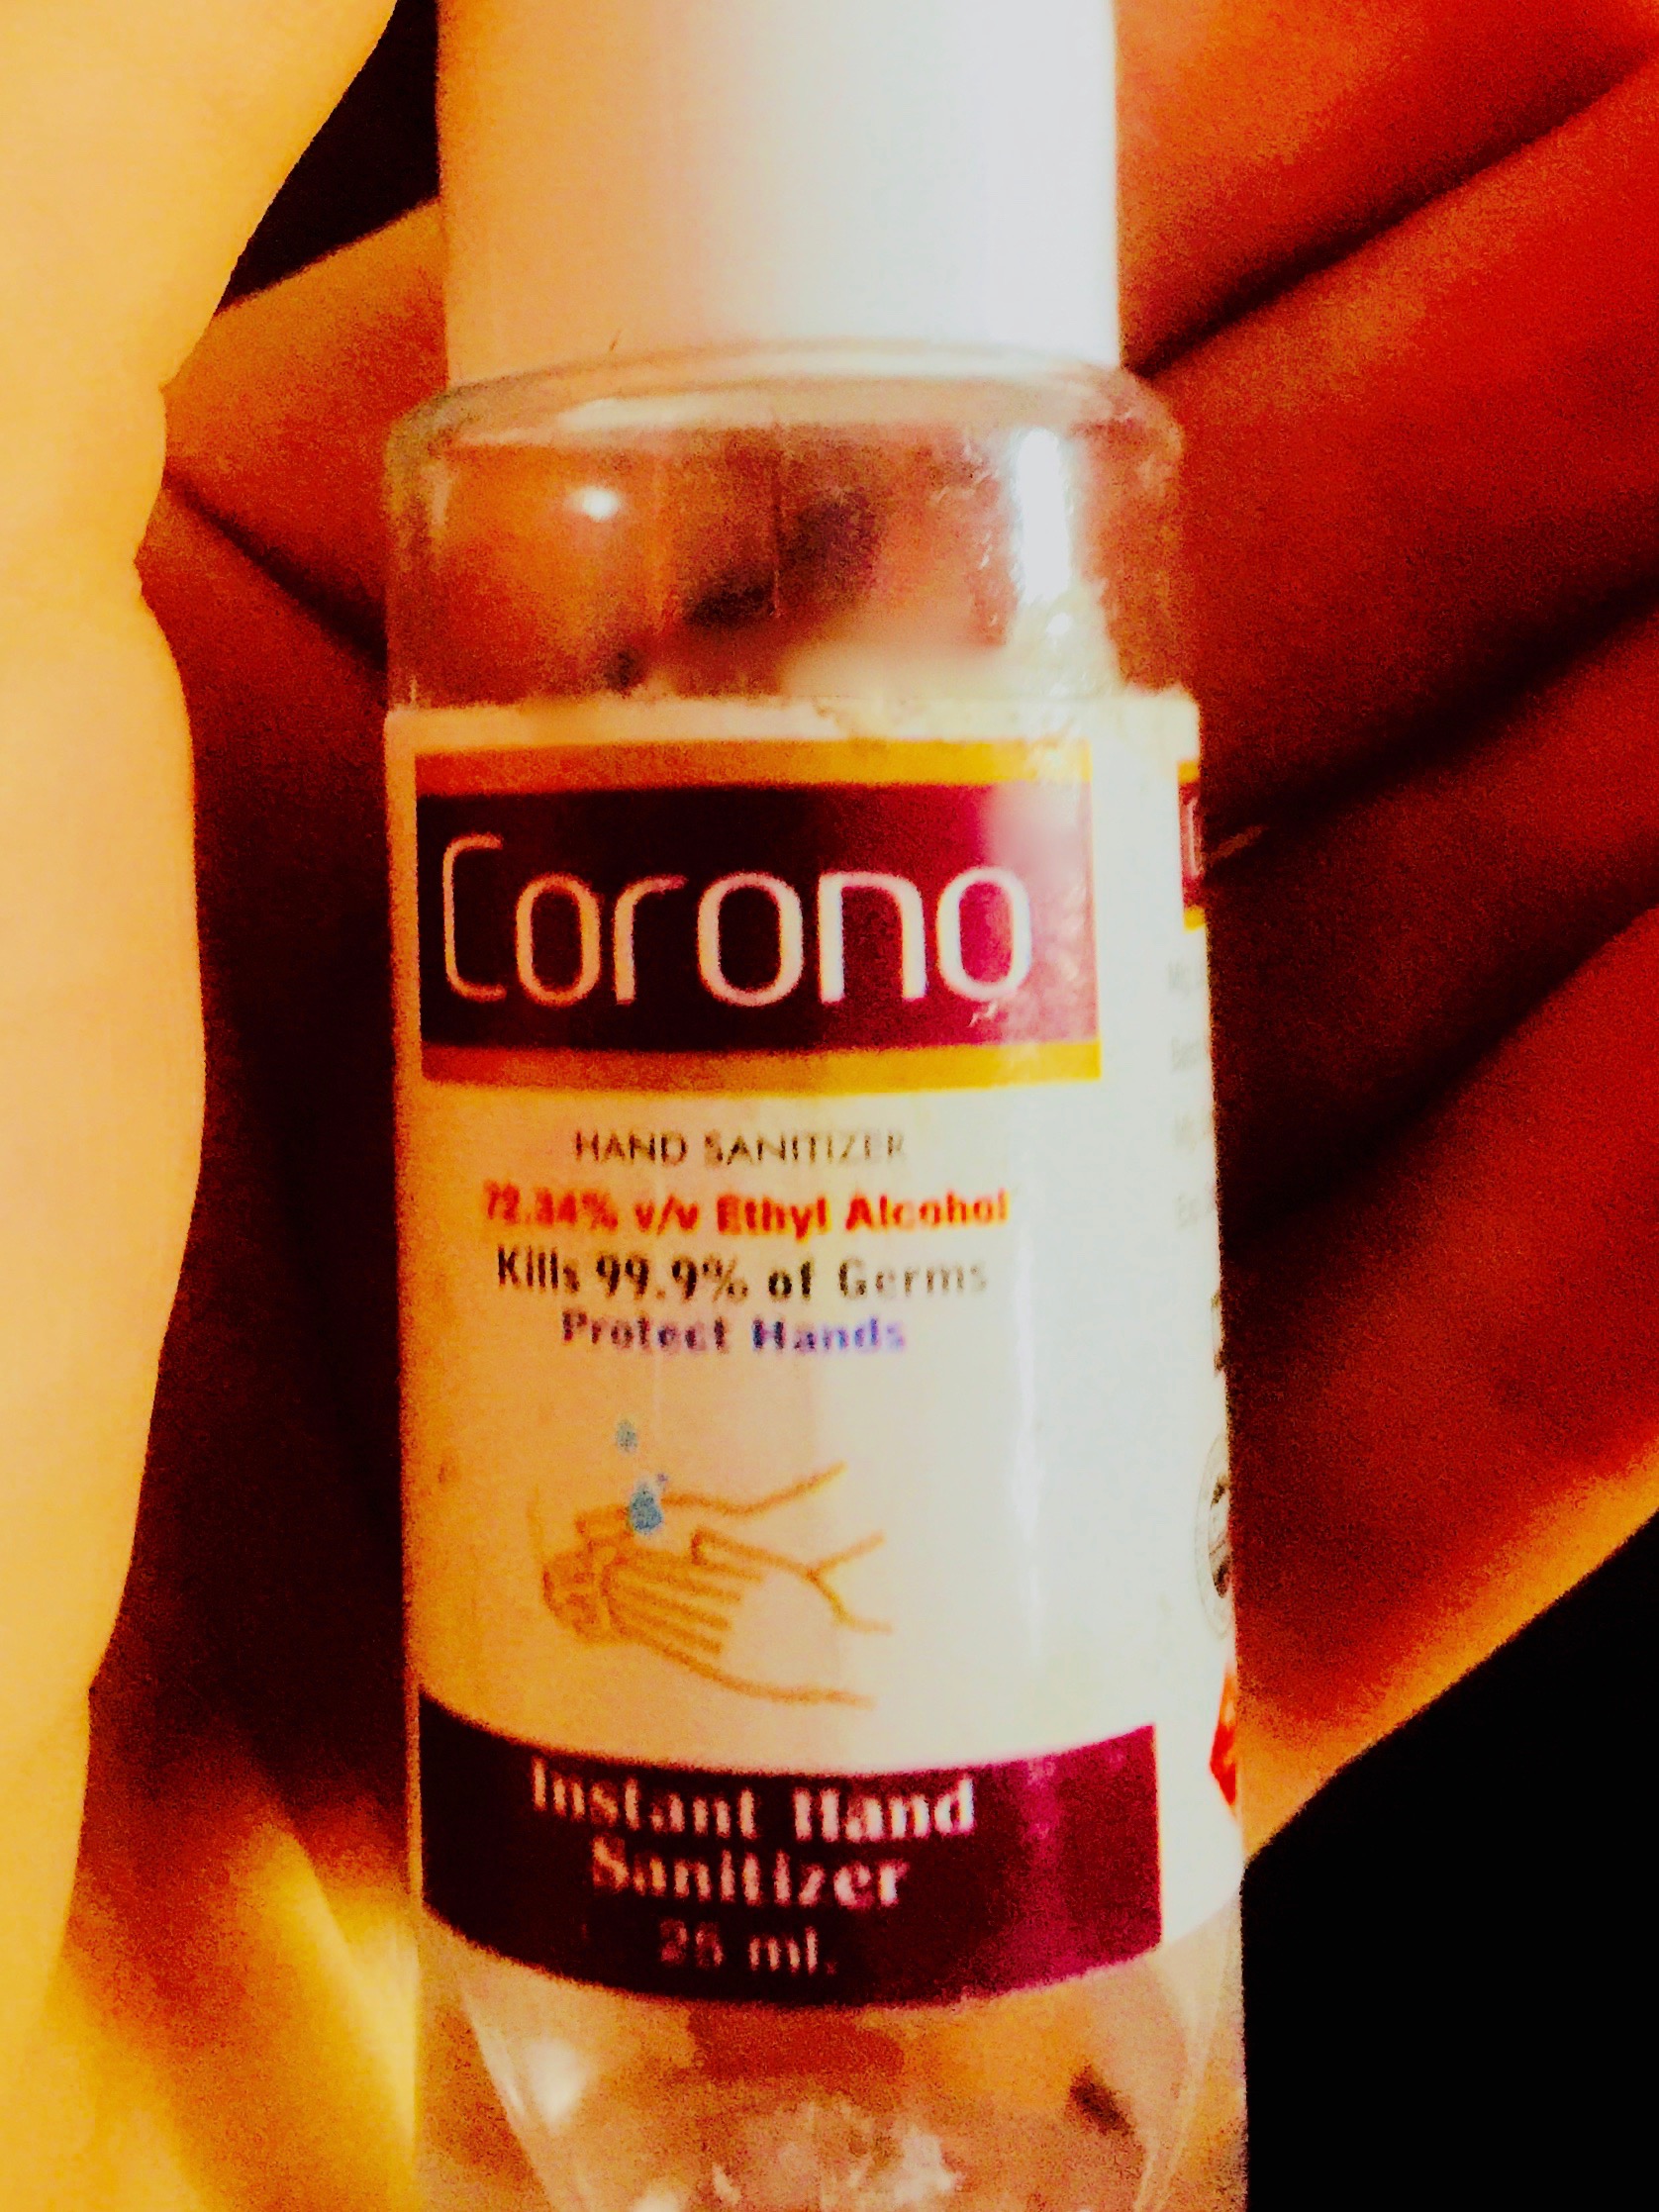 Corono
HAND SANITIZER
72.34% v/v Ethyl Alcohol
Kills 99.9% of Germs
Protect Hands
Instant Hand
Sanitizer
25 ml.